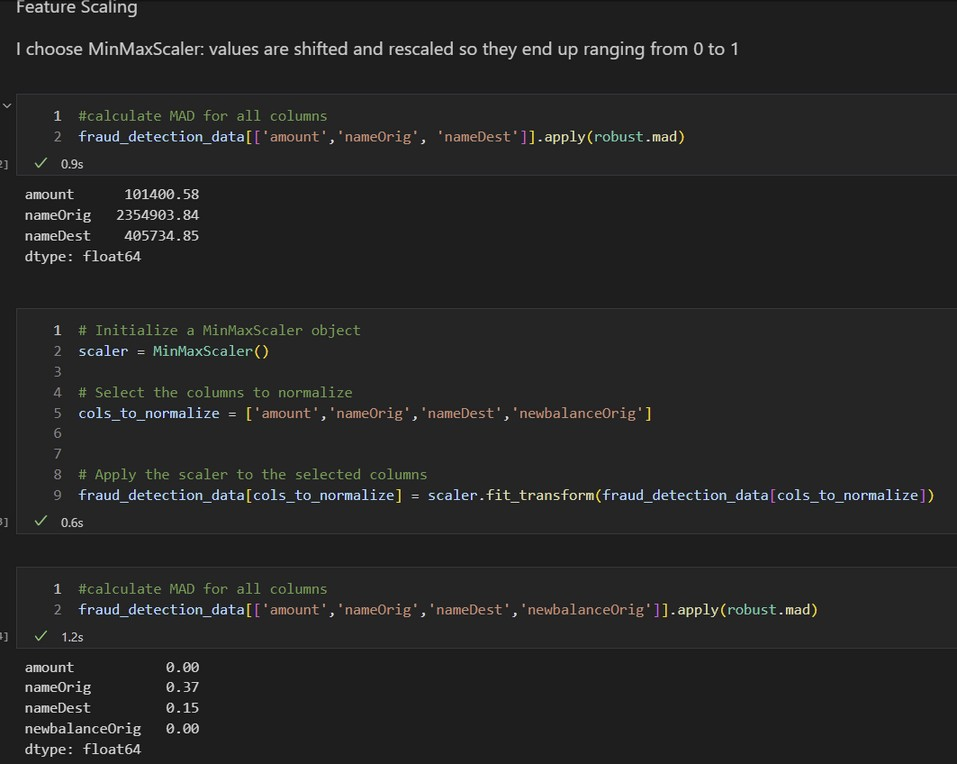 Feature Scaling
I choose MinMaxScaler: values are shifted and rescaled so they end up ranging from 0 to 1
1 #calculate MAD for all columns
2 fraud_detection_data[['amount','nameOrig', 'nameDest']].apply(robust.mad)
2] 0.9s
amount 101400.58
nameOrig 2354903.84
nameDest 405734.85
dtype: float64
1 # Initialize a MinMaxScaler object
2 scaler = MinMaxScaler()
3
4 # Select the columns to normalize
5 cols_to_normalize = ['amount','nameOrig','nameDest','newbalanceOrig']
6
7
8 # Apply the scaler to the selected columns
9 fraud_detection_data[cols_to_normalize] = scaler.fit_transform(fraud_detection_data[cols_to_normalize])
3] 0.6s
1 #calculate MAD for all columns
2 fraud_detection_data[['amount','nameOrig','nameDest','newbalanceOrig']].apply(robust.mad)
4] 1.2s
amount 0.00
nameOrig 0.37
nameDest 0.15
newbalanceOrig 0.00
dtype: float64